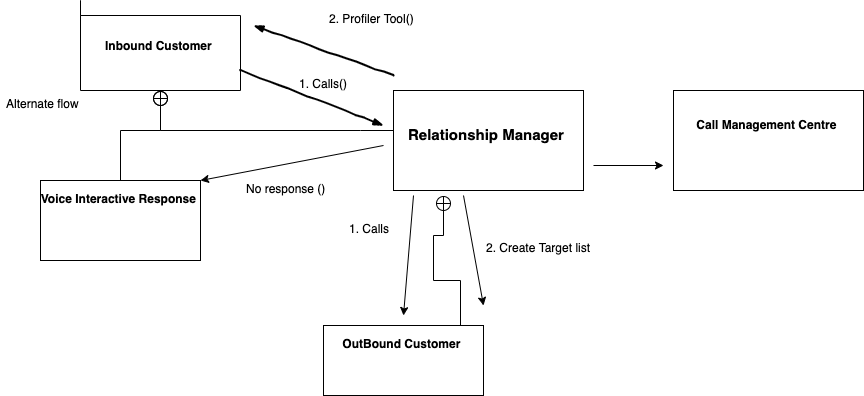 2. Profiler Tool()
Inbound Customer
1. Calls()
Alternate flow
Relationship Manager
Call Management Centre
No response ()
Voice Interactive Response
1. Calls
2. Create Target list
OutBound Customer